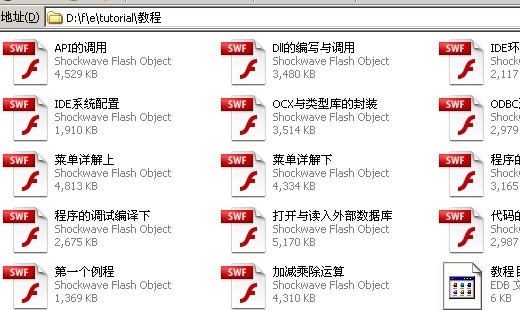 地址(D) D:\f\e\tutorial\教程
SWF API的调用
Shockwave Flash Object
4,529 KB
SWF Dll的编写与调用
Shockwave Flash Object
3,480 KB
SWF IDE环
Shockwave
2,117
SWF IDE系统配置
Shockwave Flash Object
1,910 KB
SWF OCX与类型库的封装
Shockwave Flash Object
3,514 KB
SWF ODBC
Shockwave
2,979
SWF 菜单详解上
Shockwave Flash Object
4,813 KB
SWF 菜单详解下
Shockwave Flash Object
4,334 KB
SWF 程序的
Shockwave
3,165
SWF 程序的调试编译下
Shockwave Flash Object
2,675 KB
SWF 打开与读入外部数据库
Shockwave Flash Object
5,170 KB
SWF 代码的
Shockwave
2,987
SWF 第一个例程
Shockwave Flash Object
1,369 KB
SWF 加减乘除运算
Shockwave Flash Object
4,310 KB
教程
EDB 文
6 KB